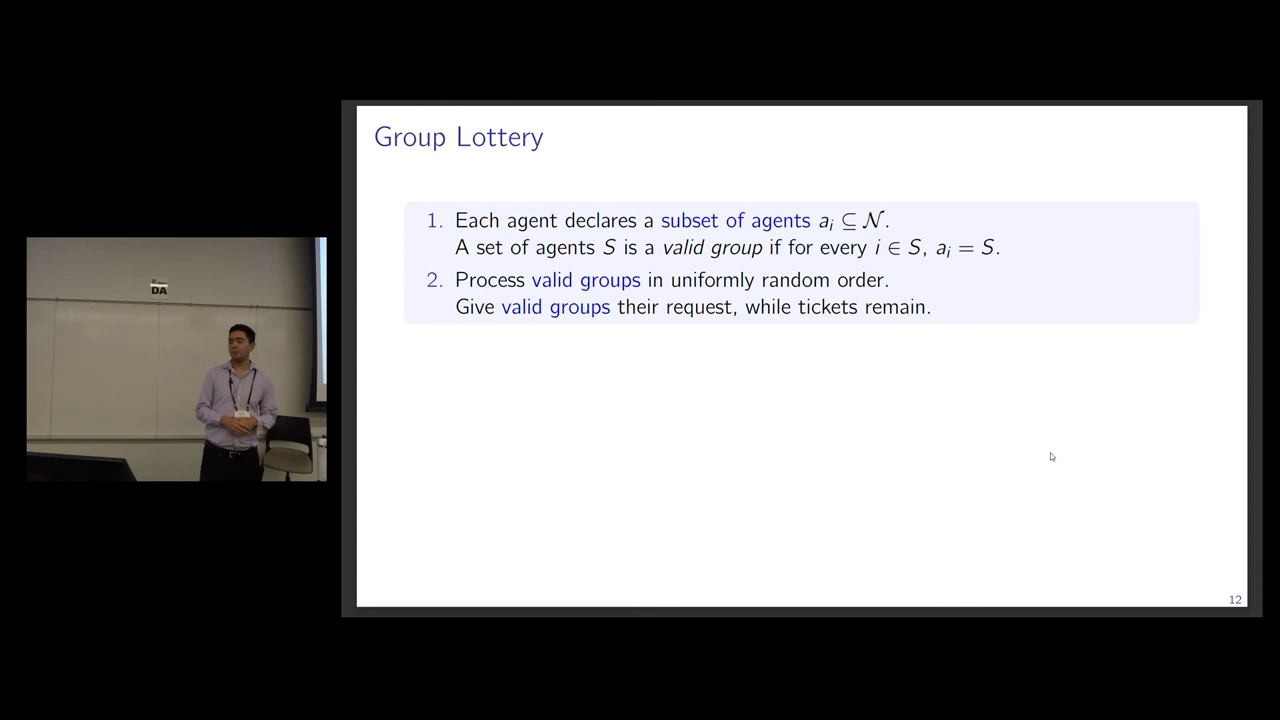 Group Lottery
1. Each agent declares a subset of agents aᵢ ⊆ 𝒩.
A set of agents S is a valid group if for every i ∈ S, aᵢ = S.
2. Process valid groups in uniformly random order.
Give valid groups their request, while tickets remain.
DA
12